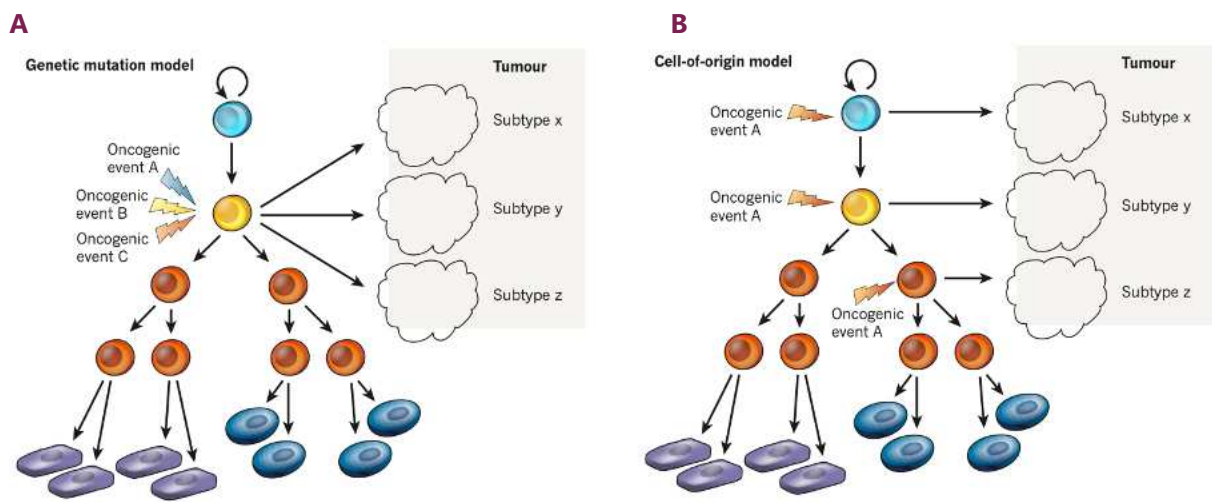 A
Genetic mutation model
Tumour
Subtype x
Oncogenic
event A
Oncogenic
event B
Oncogenic
event C
Subtype y
Subtype z
B
Cell-of-origin model
Tumour
Oncogenic
event A
Subtype x
Oncogenic
event A
Subtype y
Oncogenic
event A
Subtype z